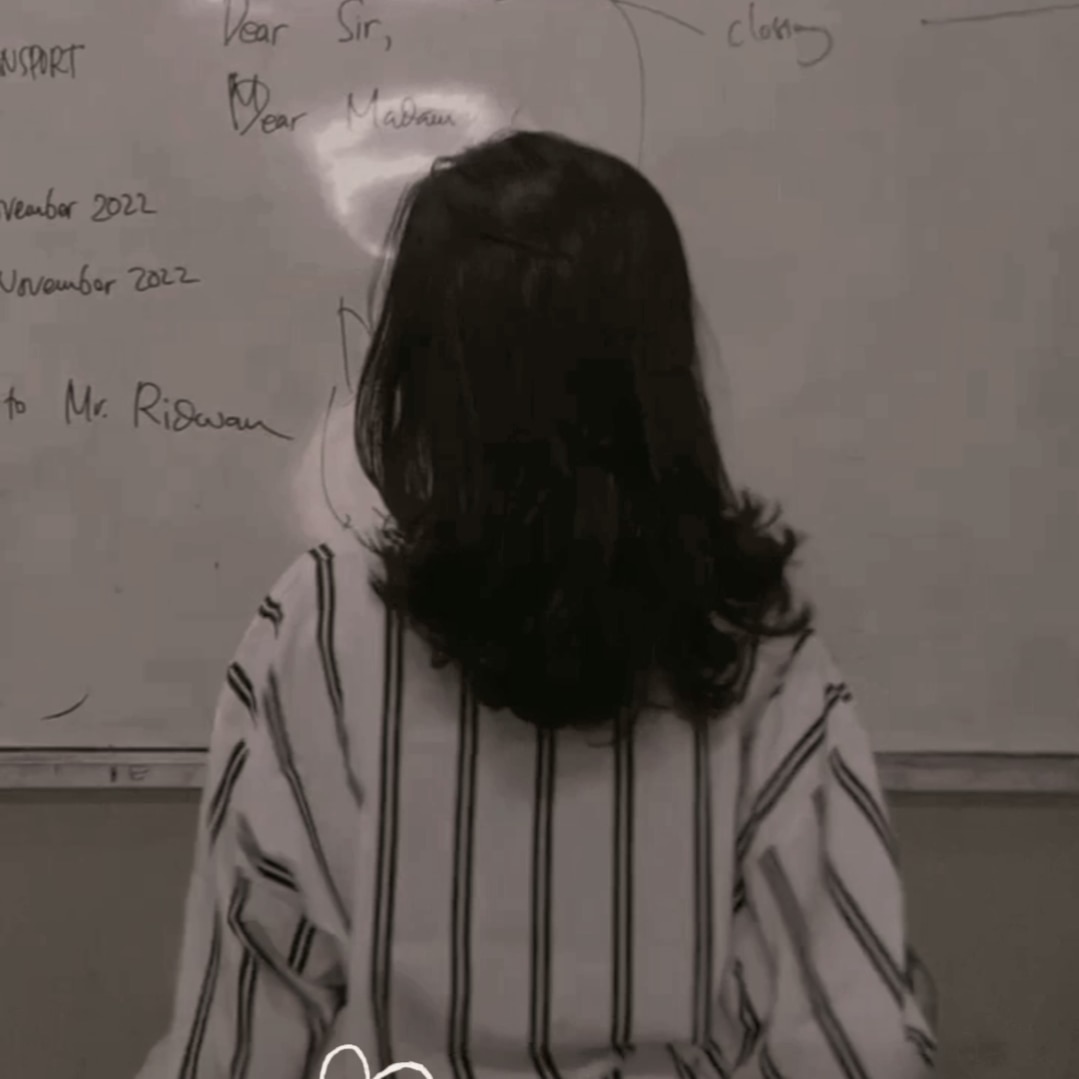 Dear Sir,
closing
NSPORT
Dear Madam
vember 2022
November 2022
to Mr. Ridwan